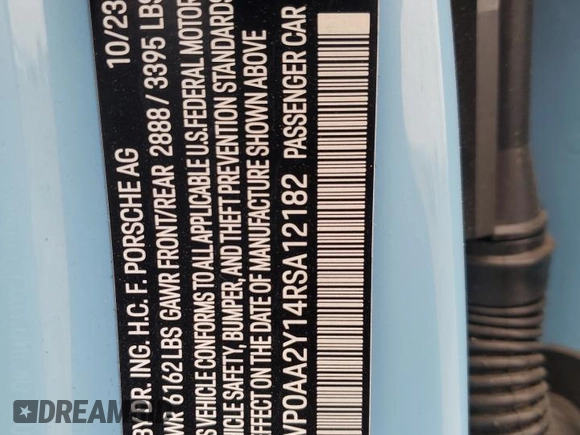 BY DR. ING. H.C. F. PORSCHE AG 10/23
WR 6162 LBS GAWR FRONT/REAR 2888 / 3395 LBS
S VEHICLE CONFORMS TO ALL APPLICABLE U.S. FEDERAL MOTOR
VEHICLE SAFETY, BUMPER, AND THEFT PREVENTION STANDARDS
EFFECT ON THE DATE OF MANUFACTURE SHOWN ABOVE
VP0AA2Y14RSA12182 PASSENGER CAR